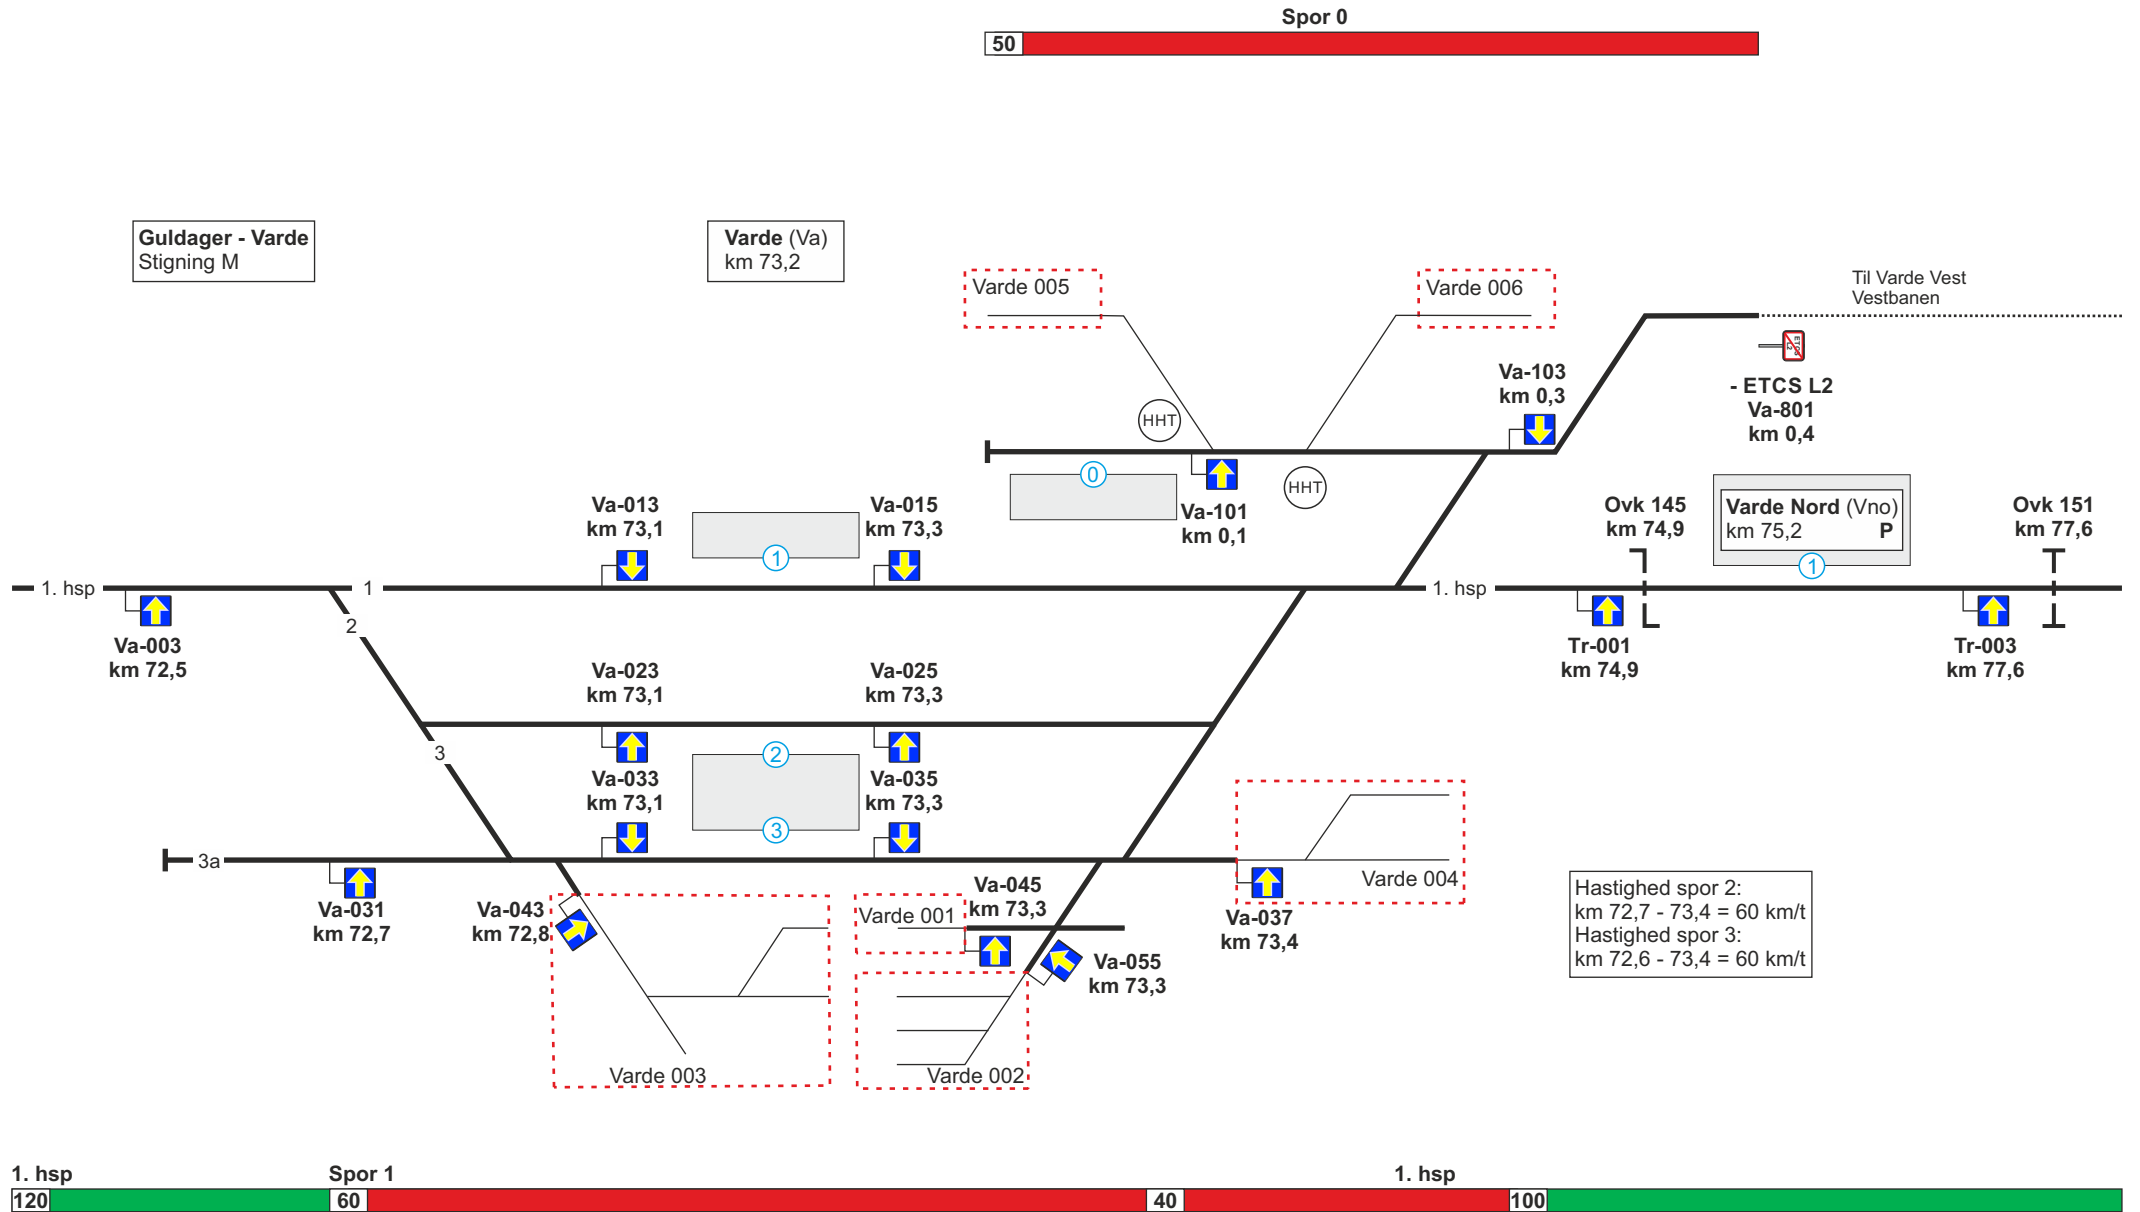 Spor 0
50
Guldager - Varde
Stigning M
Varde (Va)
km 73,2
Varde 005
Varde 006
Til Varde Vest
Vestbanen
ETCS
L2
- ETCS L2
Va-801
km 0,4
Va-103
km 0,3
HHT
HHT
0
Va-101
km 0,1
Va-013
km 73,1
1
Va-015
km 73,3
Ovk 145
km 74,9
Varde Nord (Vno)
km 75,2 P
1
Ovk 151
km 77,6
1. hsp
1
1. hsp
2
Va-003
km 72,5
Tr-001
km 74,9
Tr-003
km 77,6
Va-023
km 73,1
Va-025
km 73,3
3
2
Va-033
km 73,1
Va-035
km 73,3
3
3a
Va-031
km 72,7
Va-043
km 72,8
Varde 003
Varde 001
Va-045
km 73,3
Va-055
km 73,3
Varde 002
Va-037
km 73,4
Varde 004
Hastighed spor 2:
km 72,7 - 73,4 = 60 km/t
Hastighed spor 3:
km 72,6 - 73,4 = 60 km/t
1. hsp
Spor 1
1. hsp
120
60
40
100